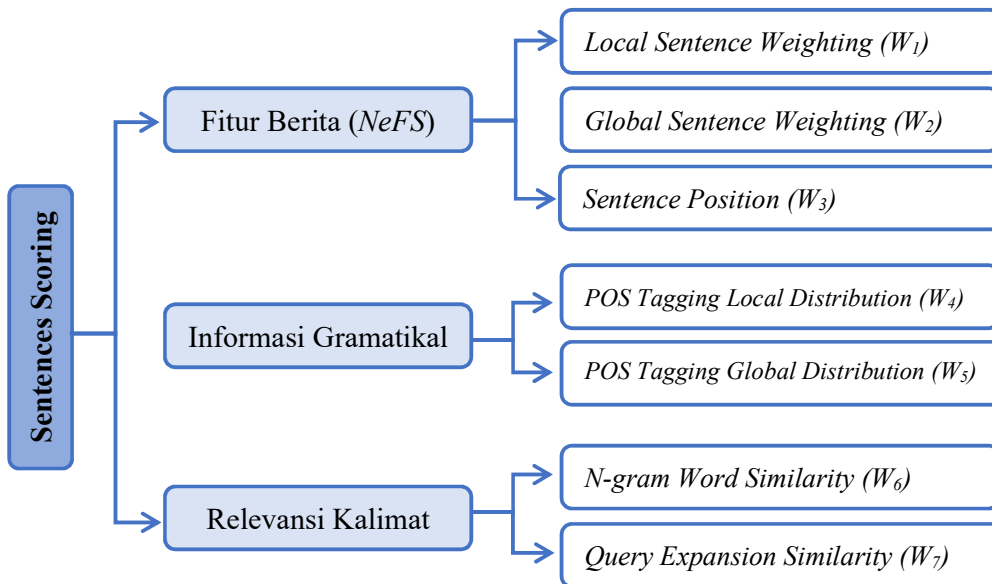 Sentences Scoring
Fitur Berita (NeFS)
Local Sentence Weighting (W₁)
Global Sentence Weighting (W₂)
Sentence Position (W₃)
Informasi Gramatikal
POS Tagging Local Distribution (W₄)
POS Tagging Global Distribution (W₅)
Relevansi Kalimat
N-gram Word Similarity (W₆)
Query Expansion Similarity (W₇)